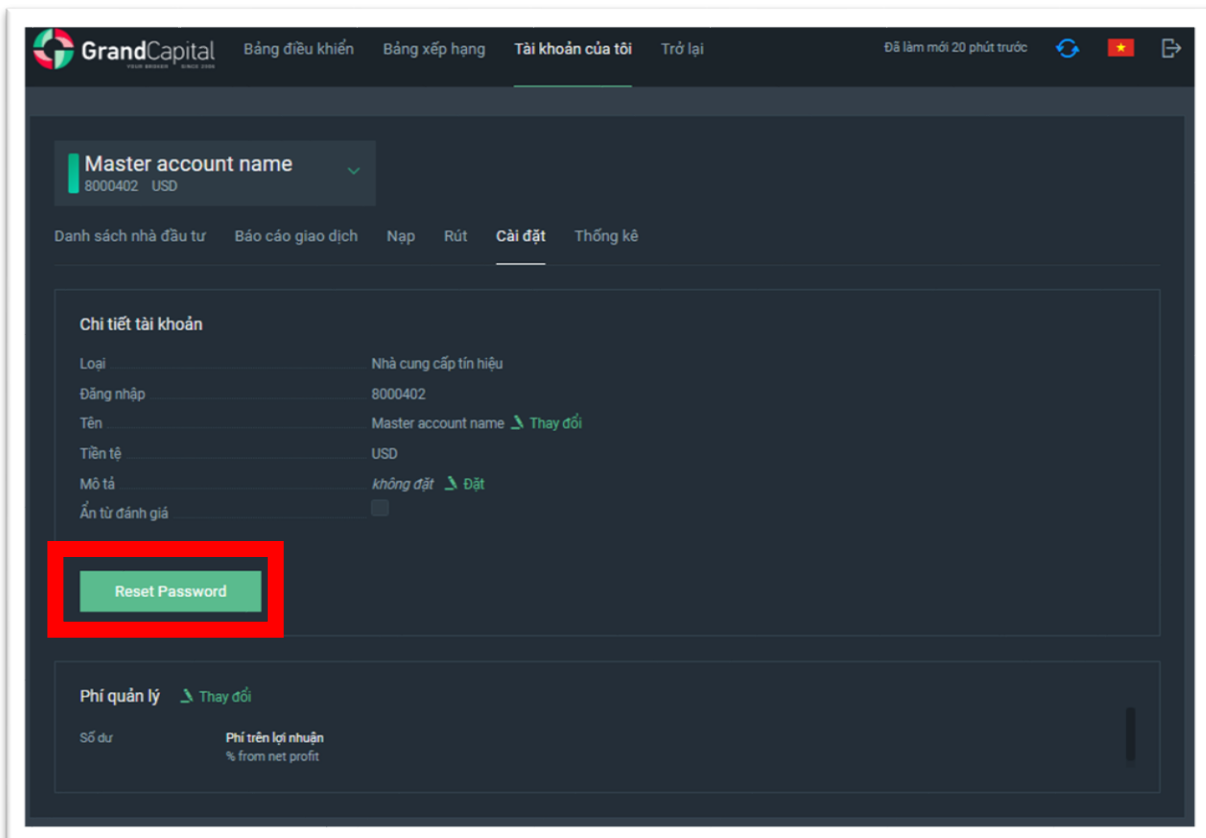 GrandCapital Bảng điều khiển Bảng xếp hạng Tài khoản của tôi Trở lại Đã làm mới 20 phút trước
YOUR BROKER SINCE 2006
Master account name
8000402 USD
Danh sách nhà đầu tư Báo cáo giao dịch Nạp Rút Cài đặt Thống kê
Chi tiết tài khoản
Loại Nhà cung cấp tín hiệu
Đăng nhập 8000402
Tên Master account name Thay đổi
Tiền tệ USD
Mô tả không đặt Đặt
Ẩn từ đánh giá
Reset Password
Phí quản lý Thay đổi
Số dư Phí trên lợi nhuận
% from net profit